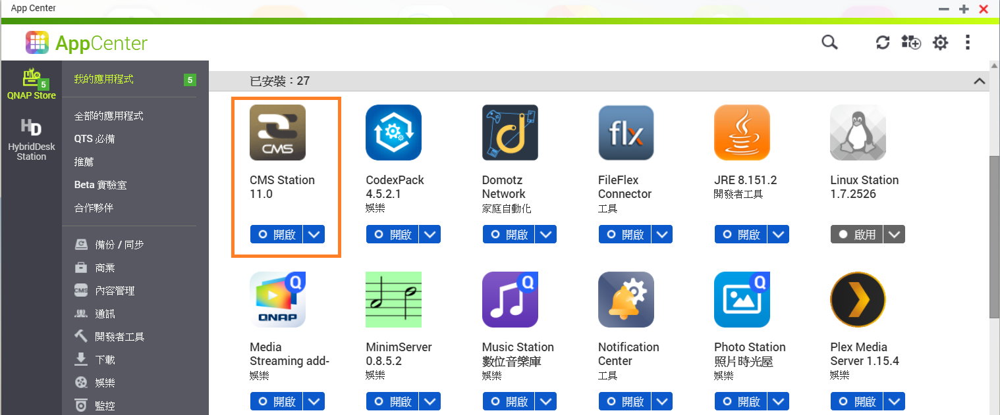 App Center
AppCenter
5
QNAP Store
HD
HybridDesk
Station
我的應用程式 5
全部的應用程式
QTS 必備
推薦
Beta 實驗室
合作夥伴
備份 / 同步
商業
CMS 內容管理
通訊
開發者工具
下載
娛樂
監控
已安裝：27
CMS
CMS Station
11.0
開啟
CodexPack
4.5.2.1
娛樂
開啟
Domotz
Network
家庭自動化
開啟
flx
FileFlex
Connector
工具
開啟
JRE 8.151.2
開發者工具
開啟
Linux Station
1.7.2526
啟用
Q
QNAP
Media
Streaming add-
娛樂
開啟
MinimServer
0.8.5.2
娛樂
開啟
Q
Music Station
數位音樂庫
娛樂
開啟
Notification
Center
工具
開啟
Q
Photo Station
照片時光屋
娛樂
開啟
Plex Media
Server 1.15.4
娛樂
開啟